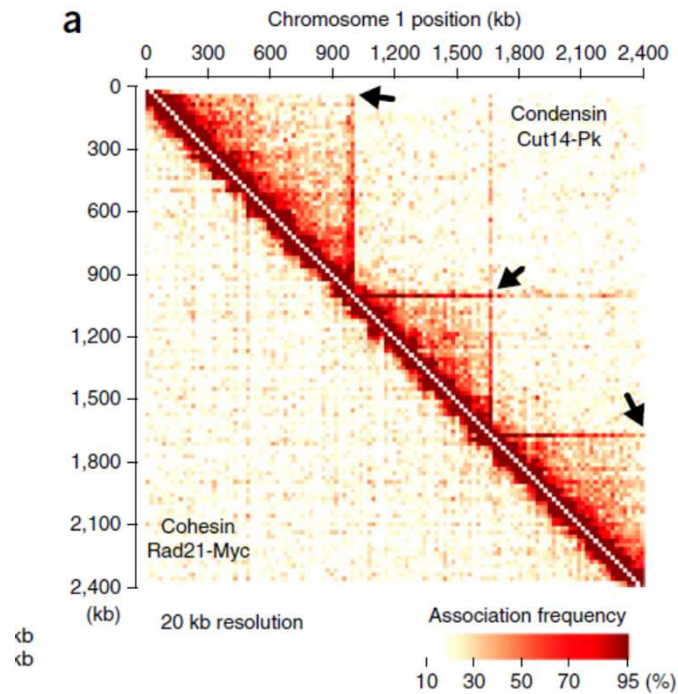 a
Chromosome 1 position (kb)
0 300 600 900 1,200 1,500 1,800 2,100 2,400
0
300
600
900
1,200
1,500
1,800
2,100
2,400
(kb)
Condensin
Cut14-Pk
Cohesin
Rad21-Myc
20 kb resolution
Association frequency
10 30 50 70 95 (%)
kb
kb